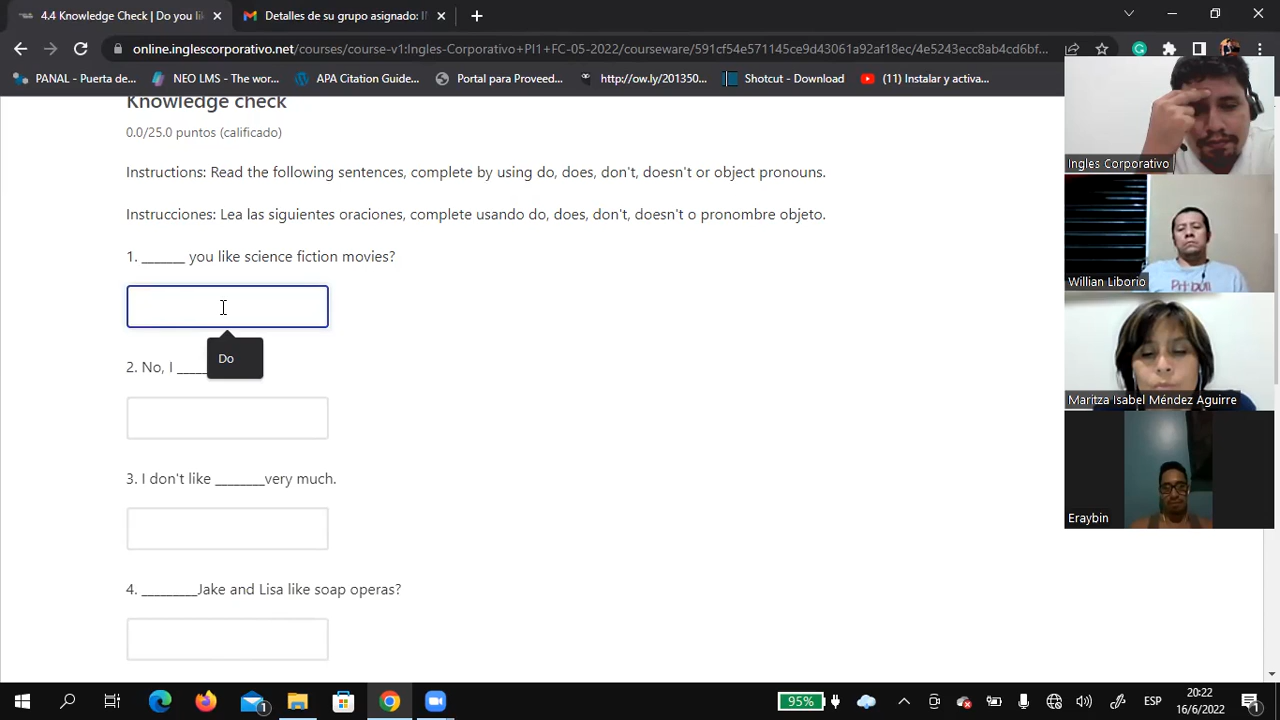 4.4 Knowledge Check | Do you li
Detalles de su grupo asignado: I
online.inglescorporativo.net/courses/course-v1:Ingles-Corporativo+PI1+FC-05-2022/courseware/591cf54e571145ce9d43061a92af18ec/4e5243ecc8ab4cd6bf...
PANAL - Puerta de...
NEO LMS - The wor...
APA Citation Guide...
Portal para Proveed...
http://ow.ly/201350...
Shotcut - Download
(11) Instalar y activa...
Knowledge check
0.0/25.0 puntos (calificado)
Instructions: Read the following sentences, complete by using do, does, don't, doesn't or object pronouns.
Instrucciones: Lea las siguientes oraciones, complete usando do, does, don't, doesn't o pronombre objeto.
1. _______ you like science fiction movies?
Do
2. No, I _____
3. I don't like ________very much.
4. _________Jake and Lisa like soap operas?
Ingles Corporativo
Willian Liborio
Maritza Isabel Méndez Aguirre
Eraybin
1
95%
ESP
20:22
16/6/2022
1